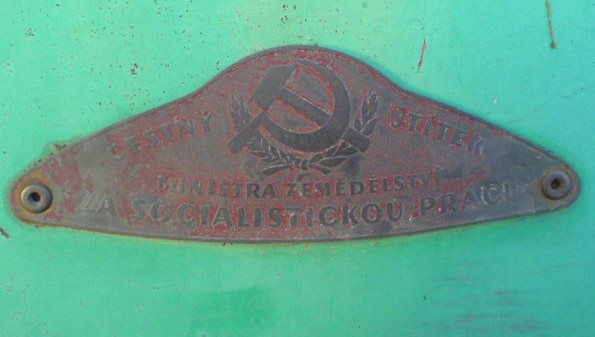 ČESTNÝ ŠTÍTEK
MINISTRA ZEMĚDĚLSTVÍ
ZA SOCIALISTICKOU PRÁCI